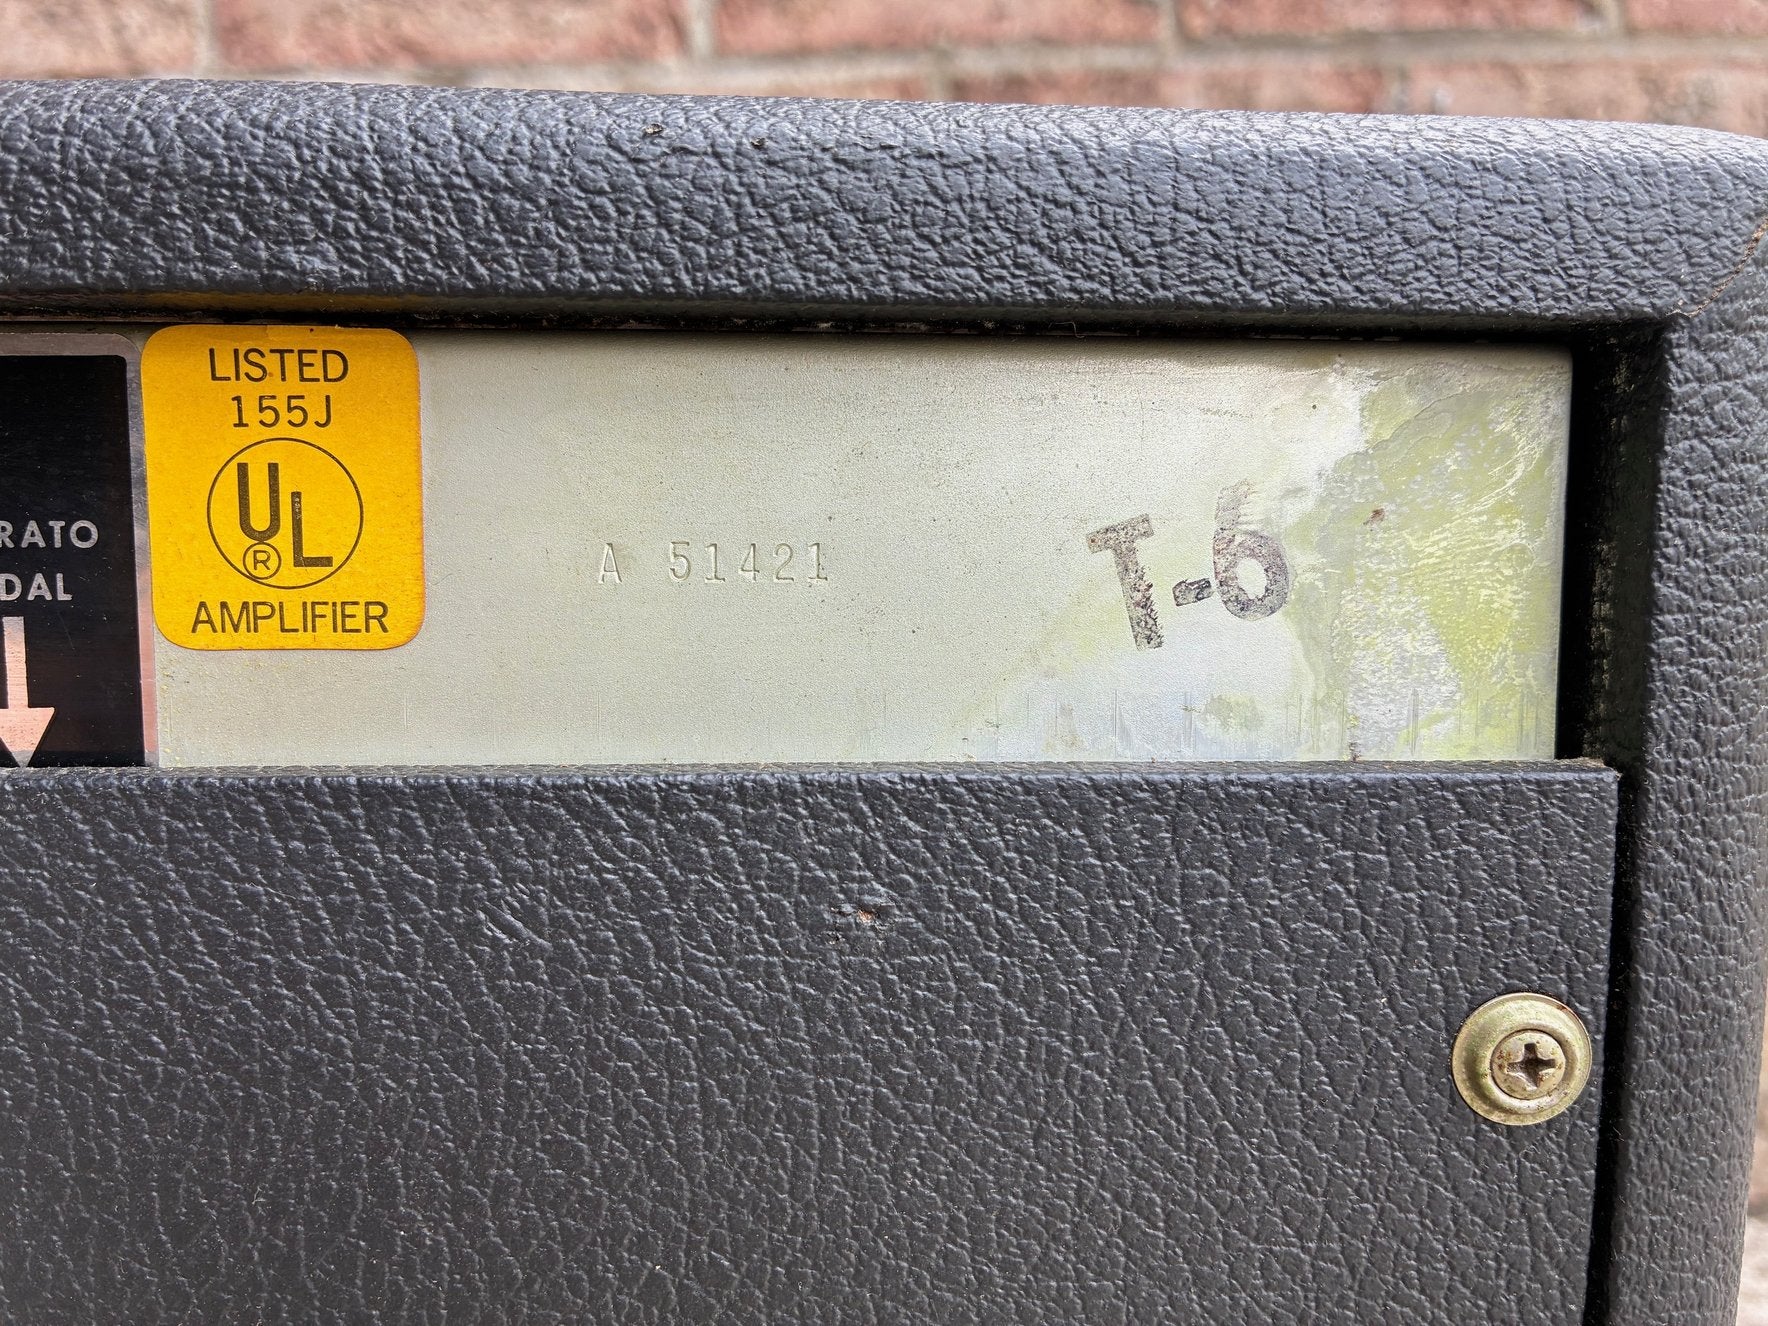 LISTED
155J
UL
®
AMPLIFIER
RATO
DAL
A 51421
T-6